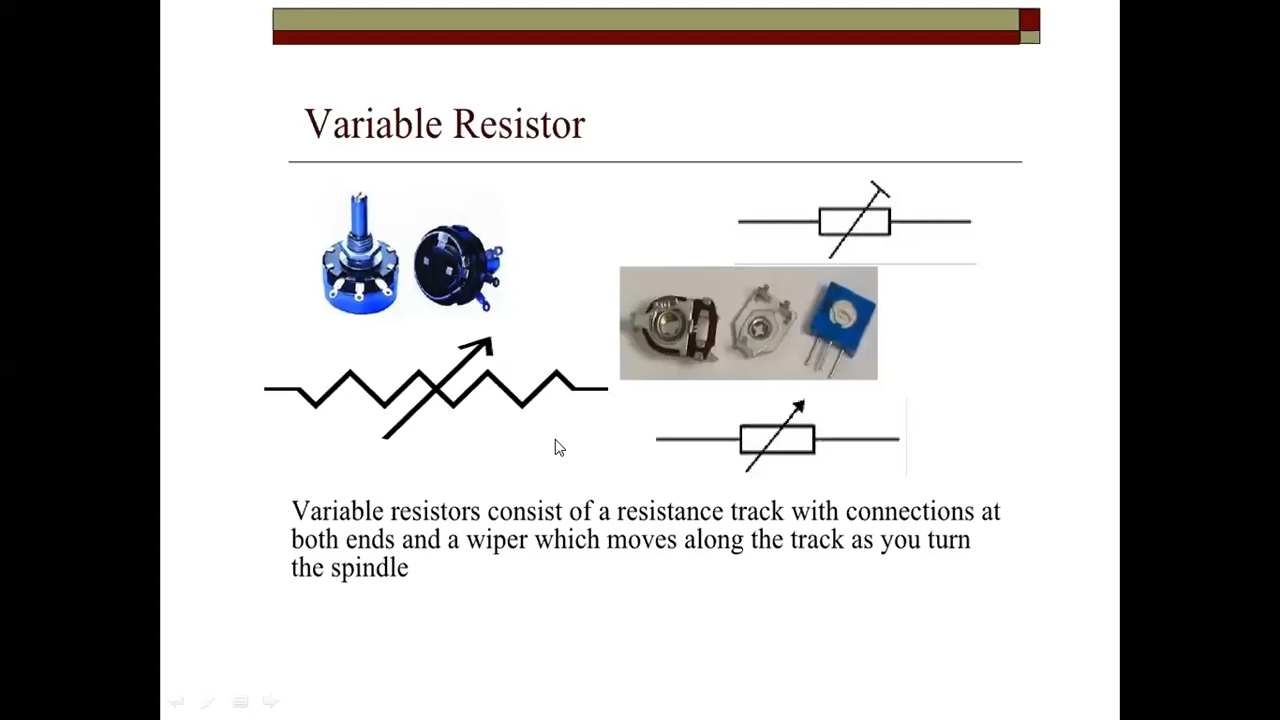 Variable Resistor
Variable resistors consist of a resistance track with connections at
both ends and a wiper which moves along the track as you turn
the spindle